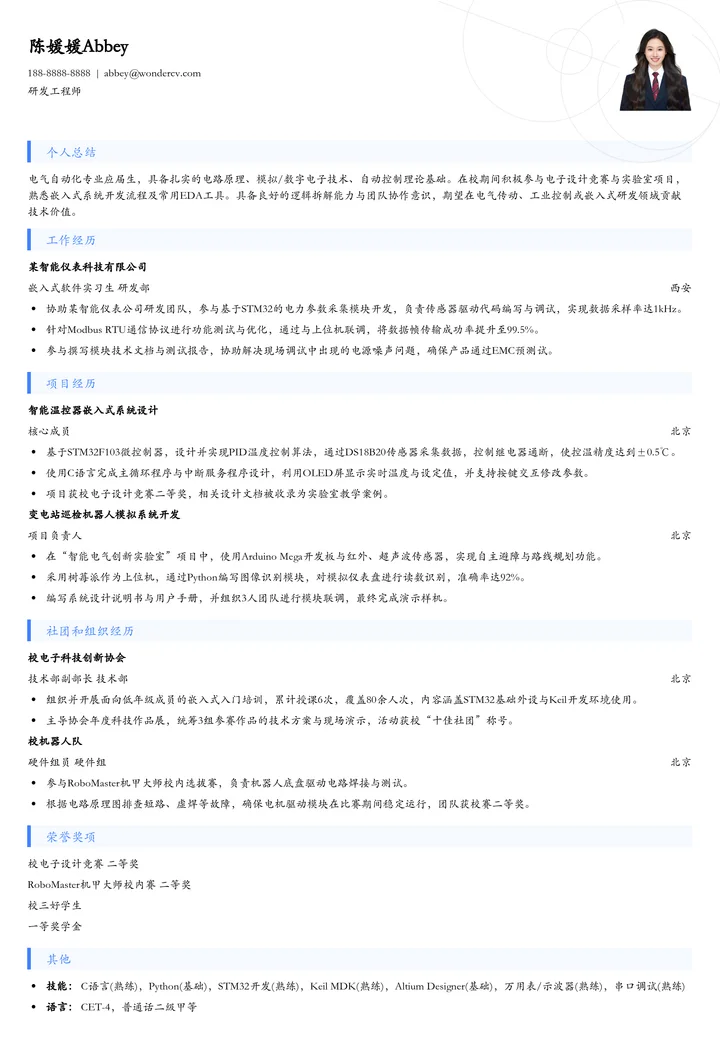 陈媛媛Abbey
188-8888-8888 | abbey@wondercv.com
研发工程师
个人总结
电气自动化专业应届生，具备扎实的电路原理、模拟/数字电子技术、自动控制理论基础。在校期间积极参与电子设计竞赛与实验室项目，
熟悉嵌入式系统开发流程及常用EDA工具。具备良好的逻辑拆解能力与团队协作意识，期望在电气传动、工业控制或嵌入式研发领域贡献
技术价值。
工作经历
某智能仪表科技有限公司
嵌入式软件实习生 研发部 西安
• 协助某智能仪表公司研发团队，参与基于STM32的电力参数采集模块开发，负责传感器驱动代码编写与调试，实现数据采样率达1kHz。
• 针对Modbus RTU通信协议进行功能测试与优化，通过与上位机联调，将数据帧传输成功率提升至99.5%。
• 参与撰写模块技术文档与测试报告，协助解决现场调试中出现的电源噪声问题，确保产品通过EMC预测试。
项目经历
智能温控器嵌入式系统设计
核心成员 北京
• 基于STM32F103微控制器，设计并实现PID温度控制算法，通过DS18B20传感器采集数据，控制继电器通断，使控温精度达到±0.5℃。
• 使用C语言完成主循环程序与中断服务程序设计，利用OLED屏显示实时温度与设定值，并支持按键交互修改参数。
• 项目获校电子设计竞赛二等奖，相关设计文档被收录为实验室教学案例。
变电站巡检机器人模拟系统开发
项目负责人 北京
• 在“智能电气创新实验室”项目中，使用Arduino Mega开发板与红外、超声波传感器，实现自主避障与路线规划功能。
• 采用树莓派作为上位机，通过Python编写图像识别模块，对模拟仪表盘进行读数识别，准确率达92%。
• 编写系统设计说明书与用户手册，并组织3人团队进行模块联调，最终完成演示样机。
社团和组织经历
校电子科技创新协会
技术部副部长 技术部 北京
• 组织并开展面向低年级成员的嵌入式入门培训，累计授课6次，覆盖80余人次，内容涵盖STM32基础外设与Keil开发环境使用。
• 主导协会年度科技作品展，统筹3组参赛作品的技术方案与现场演示，活动获校“十佳社团”称号。
校机器人队
硬件组员 硬件组 北京
• 参与RoboMaster机甲大师校内选拔赛，负责机器人底盘驱动电路焊接与测试。
• 根据电路原理图排查短路、虚焊等故障，确保电机驱动模块在比赛期间稳定运行，团队获校赛二等奖。
荣誉奖项
校电子设计竞赛 二等奖
RoboMaster机甲大师校内赛 二等奖
校三好学生
一等奖学金
其他
• 技能： C语言(熟练)，Python(基础)，STM32开发(熟练)，Keil MDK(熟练)，Altium Designer(基础)，万用表/示波器(熟练)，串口调试(熟练)
• 语言： CET-4，普通话二级甲等